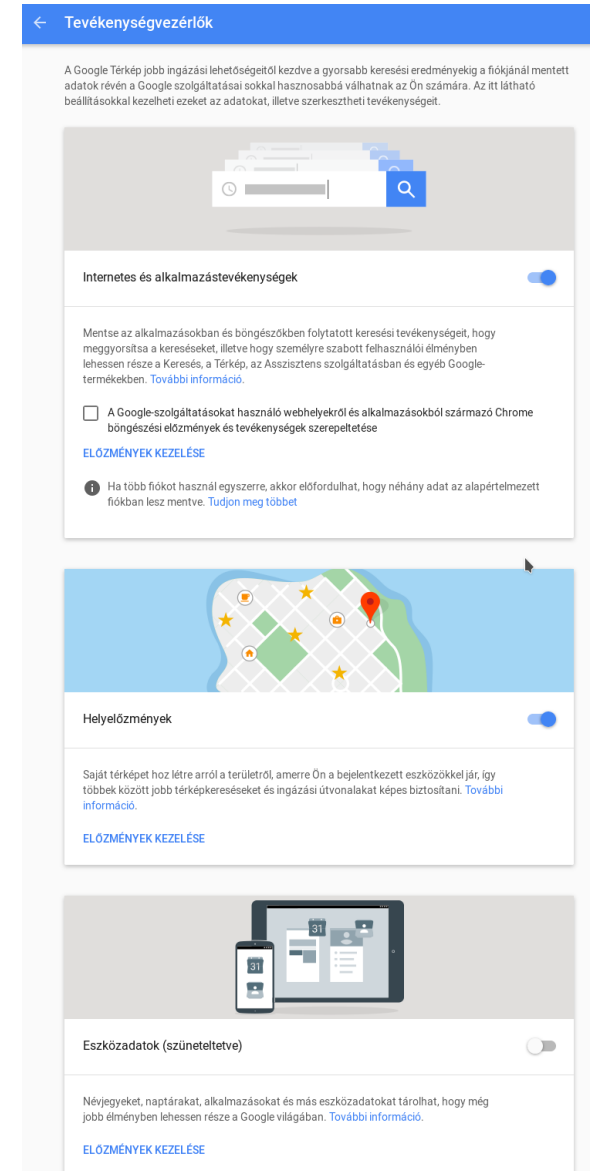 Tevékenységvezérlők
A Google Térkép jobb ingázási lehetőségeitől kezdve a gyorsabb keresési eredményekig a fiókjánál mentett
adatok révén a Google szolgáltatásai sokkal hasznosabbá válhatnak az Ön számára. Az itt látható
beállításokkal kezelheti ezeket az adatokat, illetve szerkesztheti tevékenységeit.
Internetes és alkalmazástevékenységek
Mentse az alkalmazásokban és böngészőkben folytatott keresési tevékenységeit, hogy
meggyorsítsa a kereséseket, illetve hogy személyre szabott felhasználói élményben
lehessen része a Keresés, a Térkép, az Asszisztens szolgáltatásban és egyéb Google-
termékekben. További információ.
A Google-szolgáltatásokat használó webhelyekről és alkalmazásokból származó Chrome
böngészési előzmények és tevékenységek szerepeltetése
ELŐZMÉNYEK KEZELÉSE
Ha több fiókot használ egyszerre, akkor előfordulhat, hogy néhány adat az alapértelmezett
fiókban lesz mentve. Tudjon meg többet
Helyelőzmények
Saját térképet hoz létre arról a területről, amerre Ön a bejelentkezett eszközökkel jár, így
többek között jobb térképkereséseket és ingázási útvonalakat képes biztosítani. További
információ.
ELŐZMÉNYEK KEZELÉSE
31
31
Eszközadatok (szüneteltetve)
Névjegyeket, naptárakat, alkalmazásokat és más eszközadatokat tárolhat, hogy még
jobb élményben lehessen része a Google világában. További információ.
ELŐZMÉNYEK KEZELÉSE